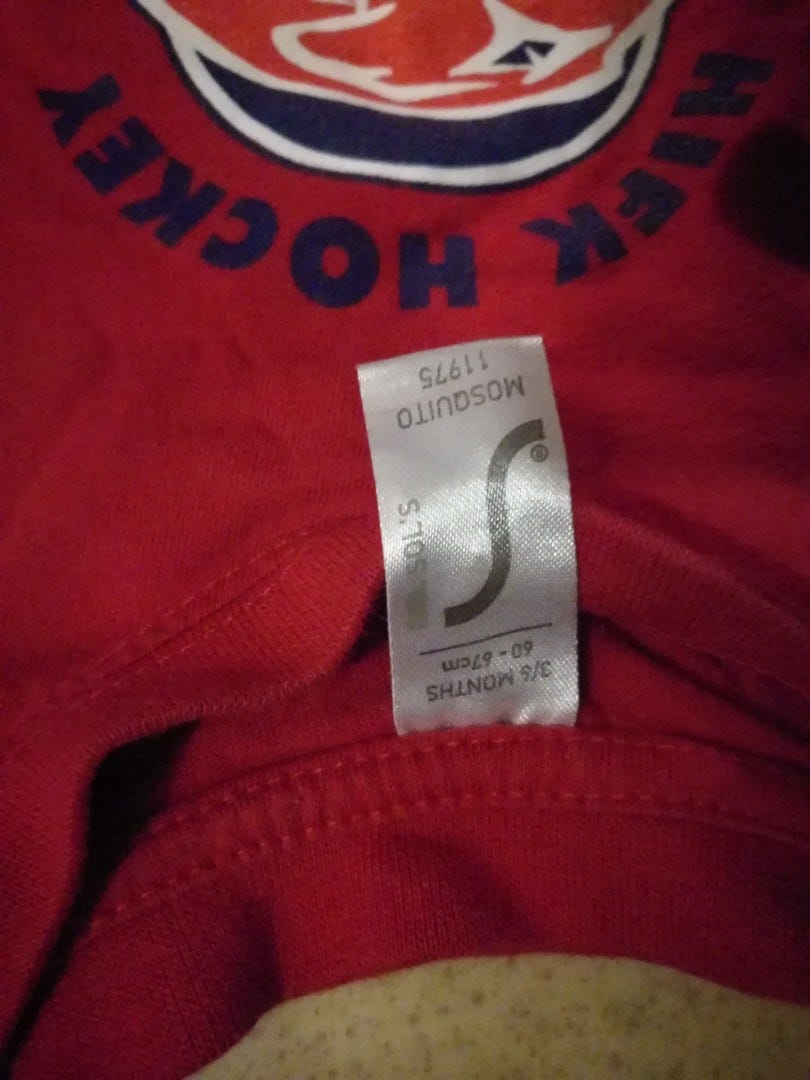 HIFK HOCKEY
3/6 MONTHS
60 - 67cm
®
SOL'S
MOSQUITO
11975